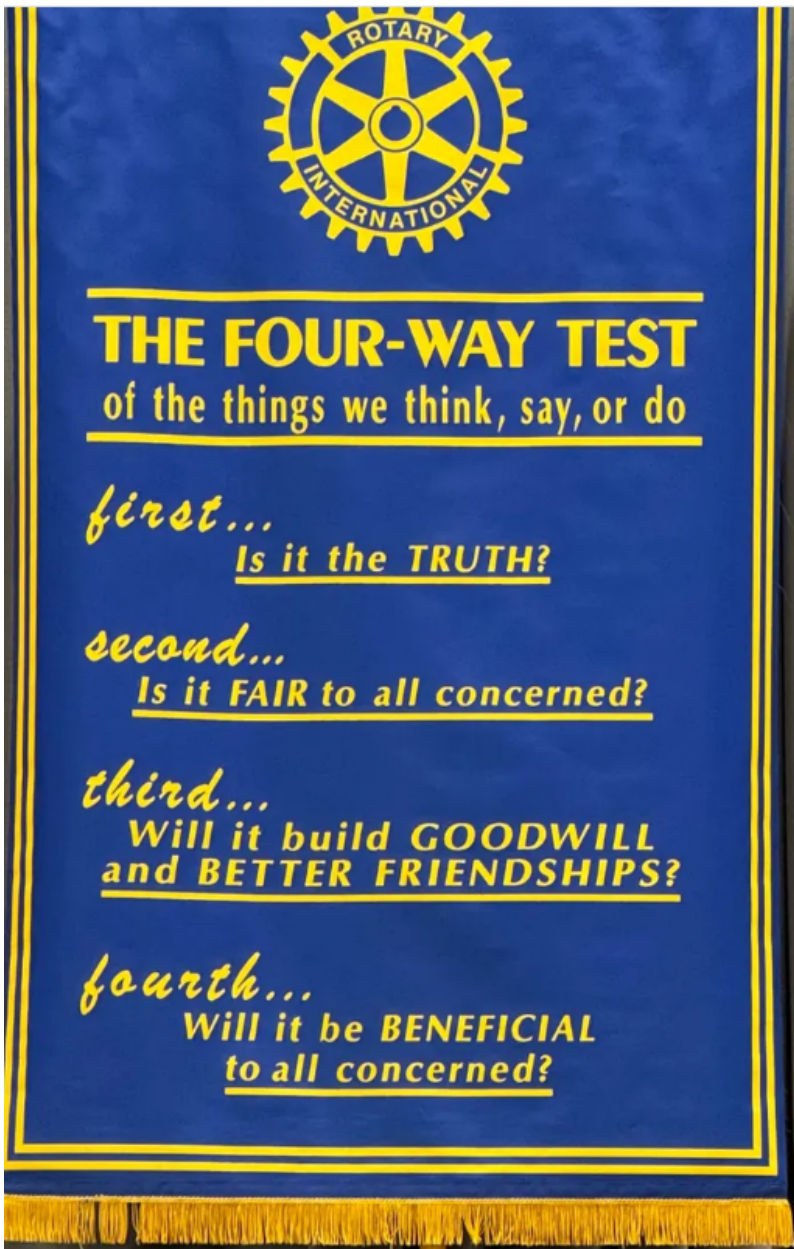 ROTARY
INTERNATIONAL
THE FOUR-WAY TEST
of the things we think, say, or do
first...
Is it the TRUTH?
second...
Is it FAIR to all concerned?
third...
Will it build GOODWILL
and BETTER FRIENDSHIPS?
fourth...
Will it be BENEFICIAL
to all concerned?